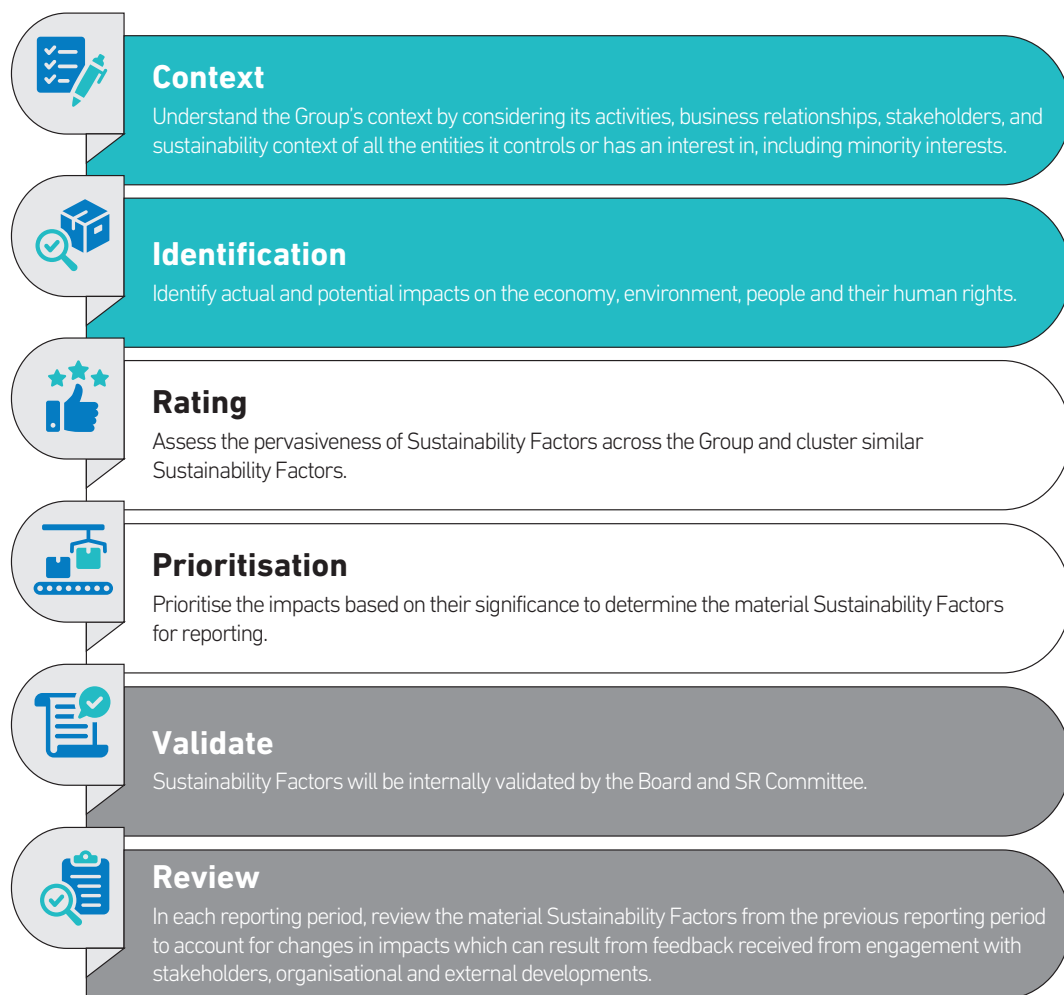 Context
Understand the Group's context by considering its activities, business relationships, stakeholders, and
sustainability context of all the entities it controls or has an interest in, including minority interests.
Identification
Identify actual and potential impacts on the economy, environment, people and their human rights.
Rating
Assess the pervasiveness of Sustainability Factors across the Group and cluster similar
Sustainability Factors.
Prioritisation
Prioritise the impacts based on their significance to determine the material Sustainability Factors
for reporting.
Validate
Sustainability Factors will be internally validated by the Board and SR Committee.
Review
In each reporting period, review the material Sustainability Factors from the previous reporting period
to account for changes in impacts which can result from feedback received from engagement with
stakeholders, organisational and external developments.